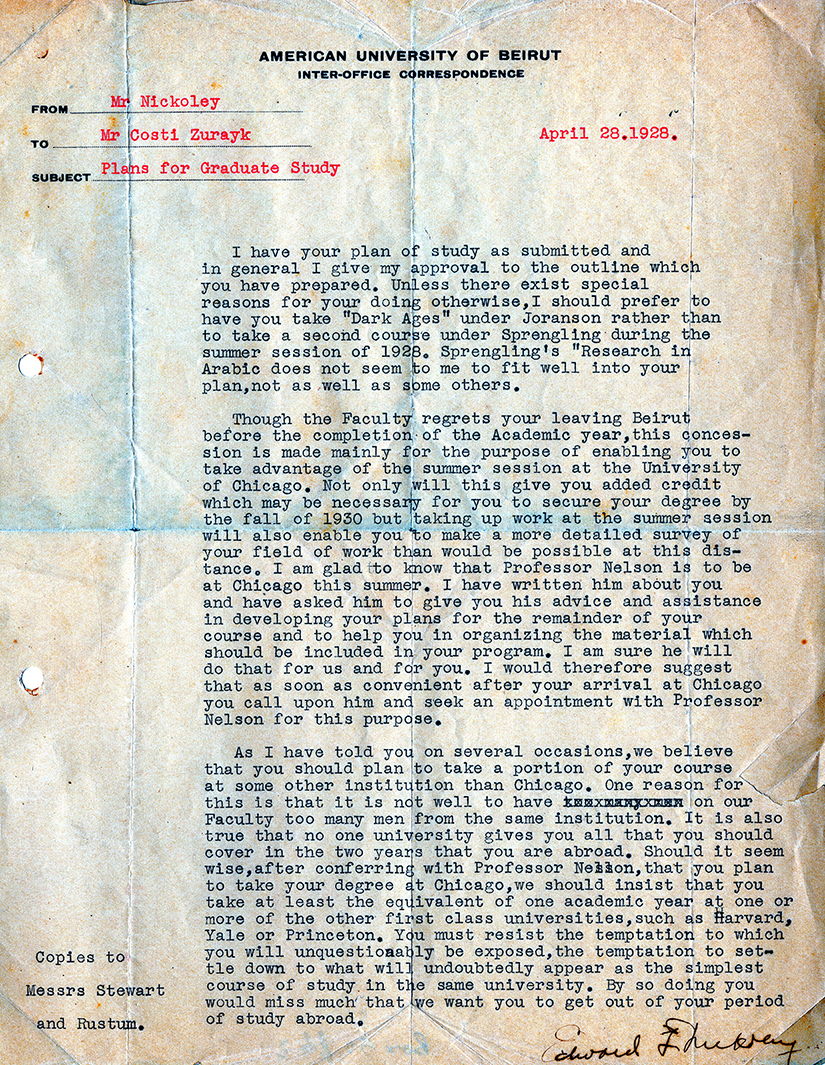 AMERICAN UNIVERSITY OF BEIRUT
INTER-OFFICE CORRESPONDENCE
FROM Mr Nickoley
TO Mr Costi Zurayk
April 28.1928.
SUBJECT Plans for Graduate Study
I have your plan of study as submitted and
in general I give my approval to the outline which
you have prepared. Unless there exist special
reasons for your doing otherwise,I should prefer to
have you take "Dark Ages" under Joranson rather than
to take a second course under Sprengling during the
summer session of 1928. Sprengling's "Research in
Arabic does not seem to me to fit well into your
plan,not as well as some others.
Though the Faculty regrets your leaving Beirut
before the completion of the Academic year,this conces-
sion is made mainly for the purpose of enabling you to
take advantage of the summer session at the University
of Chicago. Not only will this give you added credit
which may be necessary for you to secure your degree by
the fall of 1930 but taking up work at the summer session
will also enable you to make a more detailed survey of
your field of work than would be possible at this dis-
tance. I am glad to know that Professor Nelson is to be
at Chicago this summer. I have written him about you
and have asked him to give you his advice and assistance
in developing your plans for the remainder of your
course and to help you in organizing the material which
should be included in your program. I am sure he will
do that for us and for you. I would therefore suggest
that as soon as convenient after your arrival at Chicago
you call upon him and seek an appointment with Professor
Nelson for this purpose.
As I have told you on several occasions,we believe
that you should plan to take a portion of your course
at some other institution than Chicago. One reason for
this is that it is not well to have on our
Faculty too many men from the same institution. It is also
true that no one university gives you all that you should
cover in the two years that you are abroad. Should it seem
wise,after conferring with Professor Nelson,that you plan
to take your degree at Chicago,we should insist that you
take at least the equivalent of one academic year at one or
more of the other first class universities,such as Harvard,
Yale or Princeton. You must resist the temptation to which
you will unquestionably be exposed,the temptation to set-
tle down to what will undoubtedly appear as the simplest
course of study in the same university. By so doing you
would miss much that we want you to get out of your period
of study abroad.
Copies to
Messrs Stewart
and Rustum.
Edward F. Nickoley